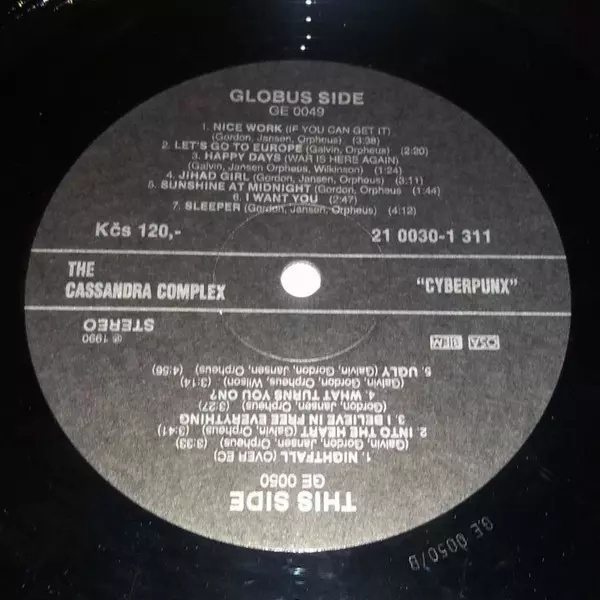 GLOBUS SIDE
GE 0049
1. NICE WORK (IF YOU CAN GET IT)
(Gordon, Jansen, Orpheus) (3:38)
2. LET'S GO TO EUROPE (Galvin, Orpheus) (2:20)
3. HAPPY DAYS (WAR IS HERE AGAIN)
(Galvin, Jansen, Orpheus, Wilkinson) (1:24)
4. JIHAD GIRL (Gordon, Jansen, Orpheus) (3:11)
5. SUNSHINE AT MIDNIGHT (Gordon, Orpheus) (1:44)
6. I WANT YOU (2:47)
7. SLEEPER (Gordon, Jansen, Orpheus) (4:12)
Kčs 120,-
21 0030-1 311
THE
CASSANDRA COMPLEX
"CYBERPUNX"
THIS SIDE
GE 0050
1. NIGHTFALL (OVER EC)
(Galvin, Gordon, Jansen, Orpheus) (3:33)
2. INTO THE HEART (Galvin, Orpheus) (3:41)
3. I BELIEVE IN FREE EVERYTHING
(Gordon, Jansen, Orpheus) (3:27)
4. WHAT TURNS YOU ON?
(Galvin, Gordon, Orpheus, Wilson) (3:14)
5. UGLY (Galvin, Gordon, Jansen, Orpheus) (4:56)
OSA BIEM
℗ 1990
STEREO
GE 0050/B